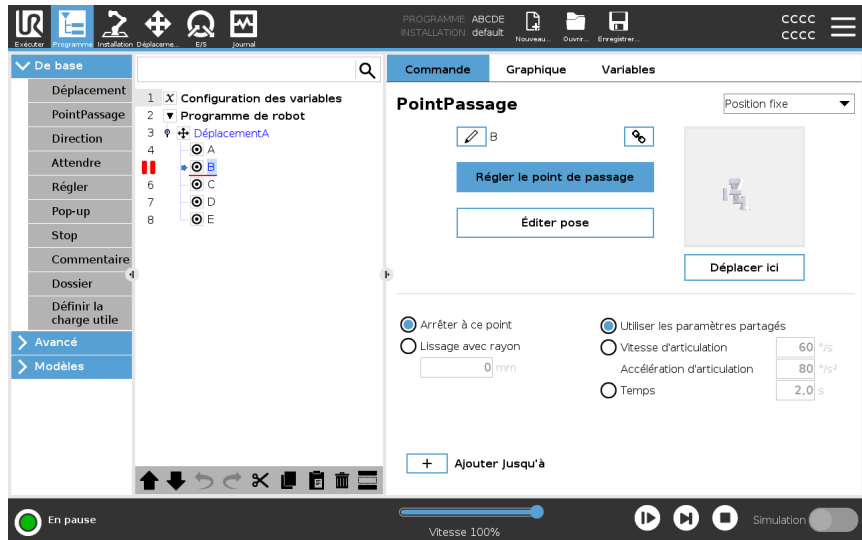 UR
Exécuter
Programme
Installation
Déplaceme...
E/S
Journal
PROGRAMME ABCDE
INSTALLATION default
Nouveau...
Ouvrir...
Enregistrer...
CCCC
CCCC
De base
Déplacement
PointPassage
Direction
Attendre
Régler
Pop-up
Stop
Commentaire
Dossier
Définir la
charge utile
Avancé
Modèles
1 X Configuration des variables
2 Programme de robot
3 DéplacementA
4 A
B
6 C
7 D
8 E
Commande Graphique Variables
PointPassage
Position fixe
B
Régler le point de passage
Éditer pose
Déplacer ici
Arrêter à ce point
Lissage avec rayon
0 mm
Utiliser les paramètres partagés
Vitesse d'articulation 60 °/s
Accélération d'articulation 80 °/s²
Temps 2,0 s
+ Ajouter Jusqu'à
En pause
Vitesse 100%
Simulation